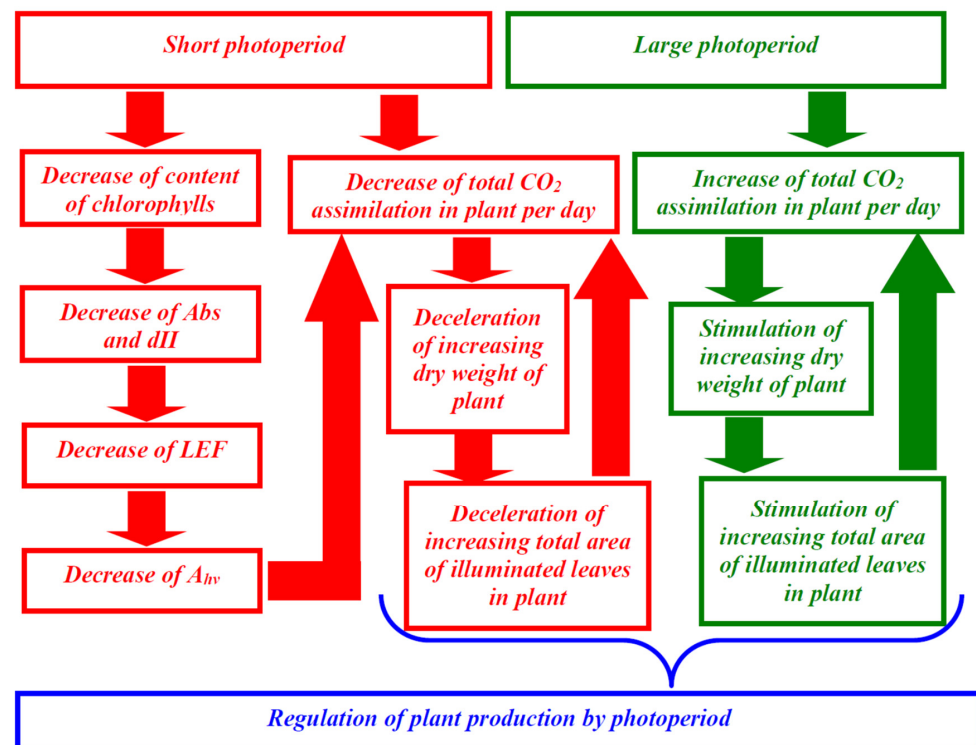 Short photoperiod
Large photoperiod
Decrease of content
of chlorophylls
Decrease of total CO₂
assimilation in plant per day
Increase of total CO₂
assimilation in plant per day
Decrease of Abs
and dII
Deceleration
of increasing
dry weight of
plant
Stimulation of
increasing dry
weight of plant
Decrease of LEF
Deceleration of
increasing total area
of illuminated leaves
in plant
Stimulation of
increasing total area
of illuminated leaves
in plant
Decrease of Ahv
Regulation of plant production by photoperiod